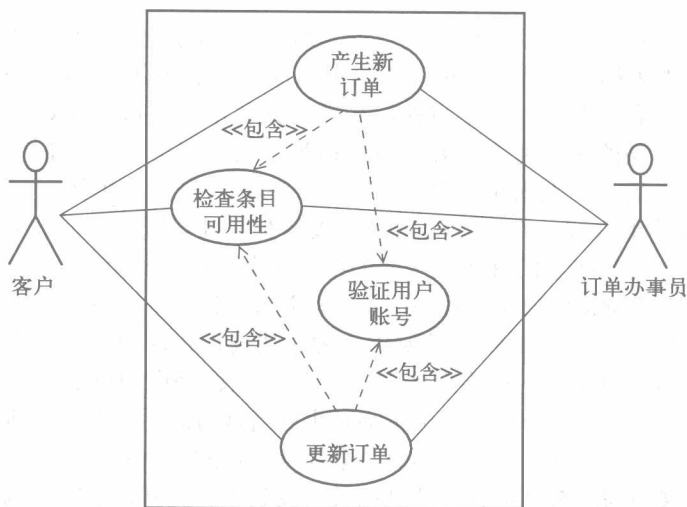 产生新
订单
<<包含>>
检查条目
可用性
<<包含>>
客户
订单办事员
验证用户
账号
<<包含>>
<<包含>>
更新订单